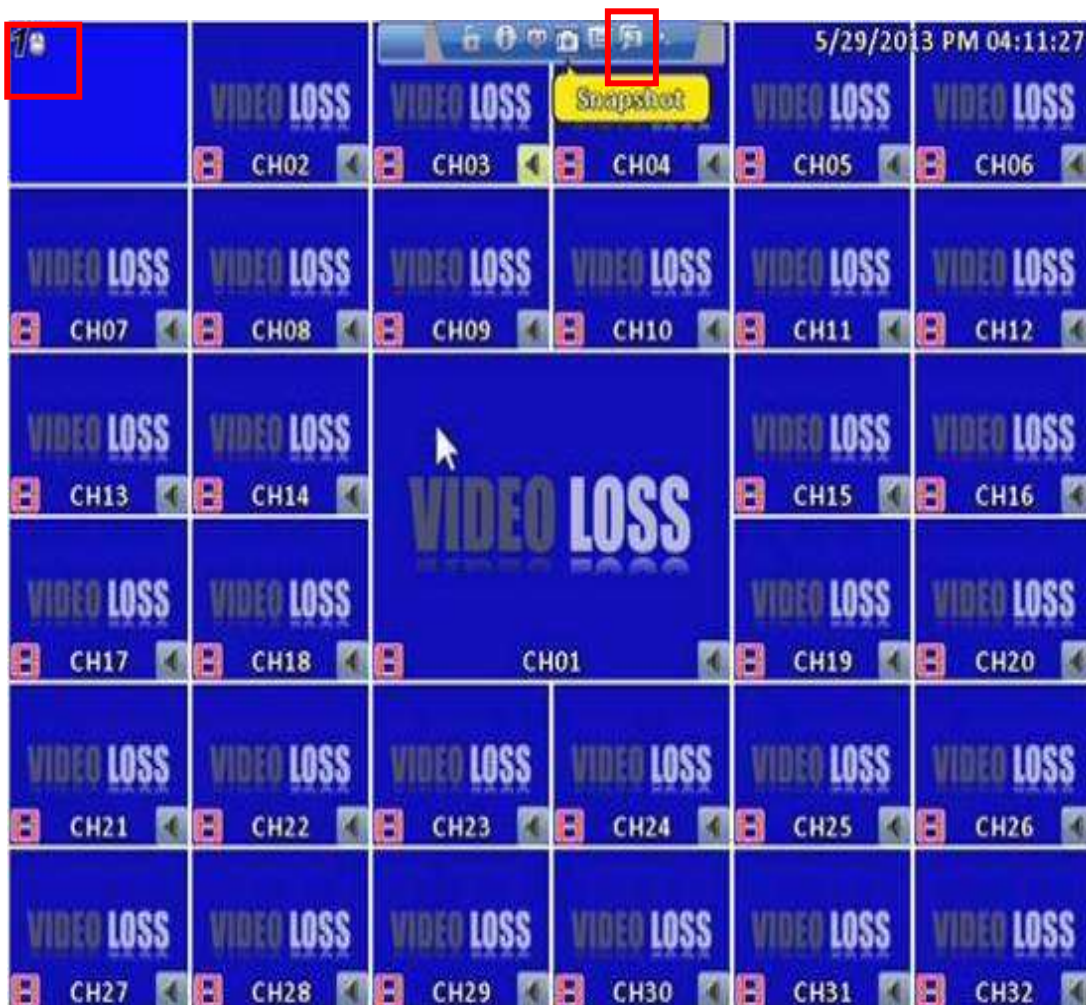 1
5/29/2013 PM 04:11:27
Snapshot
VIDEO LOSS VIDEO LOSS VIDEO LOSS VIDEO LOSS
CH02 CH03 CH04 CH05 CH06
VIDEO LOSS VIDEO LOSS VIDEO LOSS VIDEO LOSS VIDEO LOSS VIDEO LOSS
CH07 CH08 CH09 CH10 CH11 CH12
VIDEO LOSS VIDEO LOSS VIDEO LOSS VIDEO LOSS
CH13 CH14 CH15 CH16
VIDEO LOSS
VIDEO LOSS VIDEO LOSS VIDEO LOSS VIDEO LOSS
CH17 CH18 CH01 CH19 CH20
VIDEO LOSS VIDEO LOSS VIDEO LOSS VIDEO LOSS VIDEO LOSS VIDEO LOSS
CH21 CH22 CH23 CH24 CH25 CH26
VIDEO LOSS VIDEO LOSS VIDEO LOSS VIDEO LOSS VIDEO LOSS VIDEO LOSS
CH27 CH28 CH29 CH30 CH31 CH32